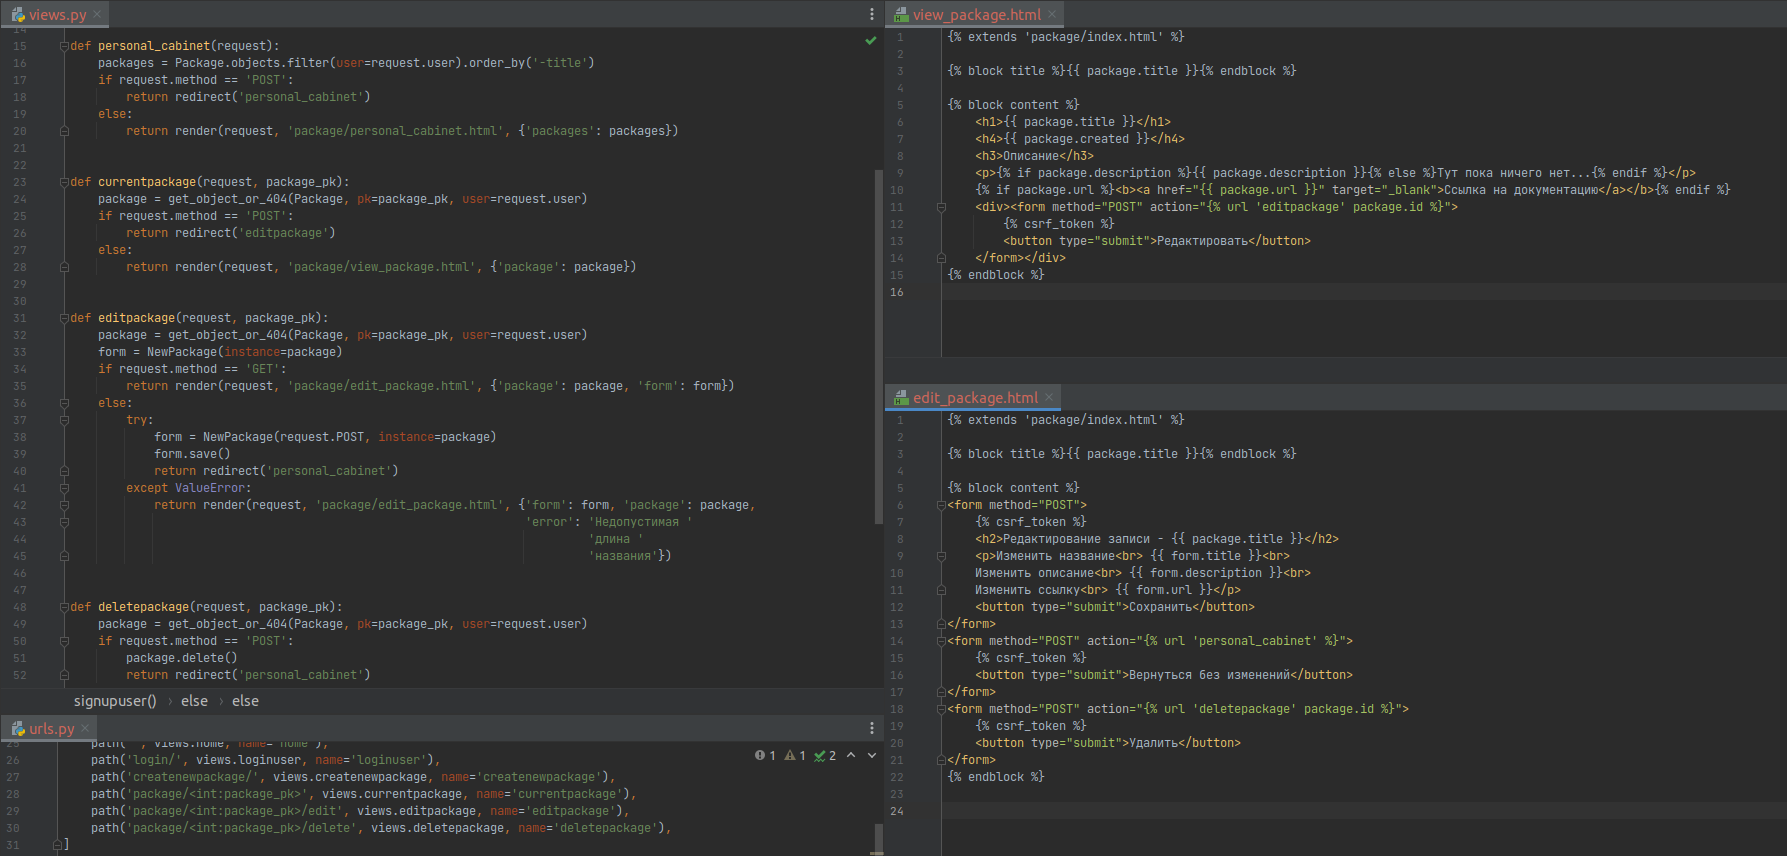 views.py
14
15 def personal_cabinet(request):
16 packages = Package.objects.filter(user=request.user).order_by('-title')
17 if request.method == 'POST':
18 return redirect('personal_cabinet')
19 else:
20 return render(request, 'package/personal_cabinet.html', {'packages': packages})
21
22
23 def currentpackage(request, package_pk):
24 package = get_object_or_404(Package, pk=package_pk, user=request.user)
25 if request.method == 'POST':
26 return redirect('editpackage')
27 else:
28 return render(request, 'package/view_package.html', {'package': package})
29
30
31 def editpackage(request, package_pk):
32 package = get_object_or_404(Package, pk=package_pk, user=request.user)
33 form = NewPackage(instance=package)
34 if request.method == 'GET':
35 return render(request, 'package/edit_package.html', {'package': package, 'form': form})
36 else:
37 try:
38 form = NewPackage(request.POST, instance=package)
39 form.save()
40 return redirect('personal_cabinet')
41 except ValueError:
42 return render(request, 'package/edit_package.html', {'form': form, 'package': package,
43 'error': 'Недопустимая '
44 'длина '
45 'названия'})
46
47
48 def deletepackage(request, package_pk):
49 package = get_object_or_404(Package, pk=package_pk, user=request.user)
50 if request.method == 'POST':
51 package.delete()
52 return redirect('personal_cabinet')
signupuser() › else › else
urls.py
25 path('', views.home, name='home'),
1 1 2
26 path('login/', views.loginuser, name='loginuser'),
27 path('createnewpackage/', views.createnewpackage, name='createnewpackage'),
28 path('package/<int:package_pk>', views.currentpackage, name='currentpackage'),
29 path('package/<int:package_pk>/edit', views.editpackage, name='editpackage'),
30 path('package/<int:package_pk>/delete', views.deletepackage, name='deletepackage'),
31 ]
view_package.html
1 {% extends 'package/index.html' %}
2
3 {% block title %}{{ package.title }}{% endblock %}
4
5 {% block content %}
6 <h1>{{ package.title }}</h1>
7 <h4>{{ package.created }}</h4>
8 <h3>Описание</h3>
9 <p>{% if package.description %}{{ package.description }}{% else %}Тут пока ничего нет...{% endif %}</p>
10 {% if package.url %}<b><a href="{{ package.url }}" target="_blank">Ссылка на документацию</a></b>{% endif %}
11 <div><form method="POST" action="{% url 'editpackage' package.id %}">
12 {% csrf_token %}
13 <button type="submit">Редактировать</button>
14 </form></div>
15 {% endblock %}
16
edit_package.html
1 {% extends 'package/index.html' %}
2
3 {% block title %}{{ package.title }}{% endblock %}
4
5 {% block content %}
6 <form method="POST">
7 {% csrf_token %}
8 <h2>Редактирование записи - {{ package.title }}</h2>
9 <p>Изменить название<br> {{ form.title }}<br>
10 Изменить описание<br> {{ form.description }}<br>
11 Изменить ссылку<br> {{ form.url }}</p>
12 <button type="submit">Сохранить</button>
13 </form>
14 <form method="POST" action="{% url 'personal_cabinet' %}">
15 {% csrf_token %}
16 <button type="submit">Вернуться без изменений</button>
17 </form>
18 <form method="POST" action="{% url 'deletepackage' package.id %}">
19 {% csrf_token %}
20 <button type="submit">Удалить</button>
21 </form>
22 {% endblock %}
23
24